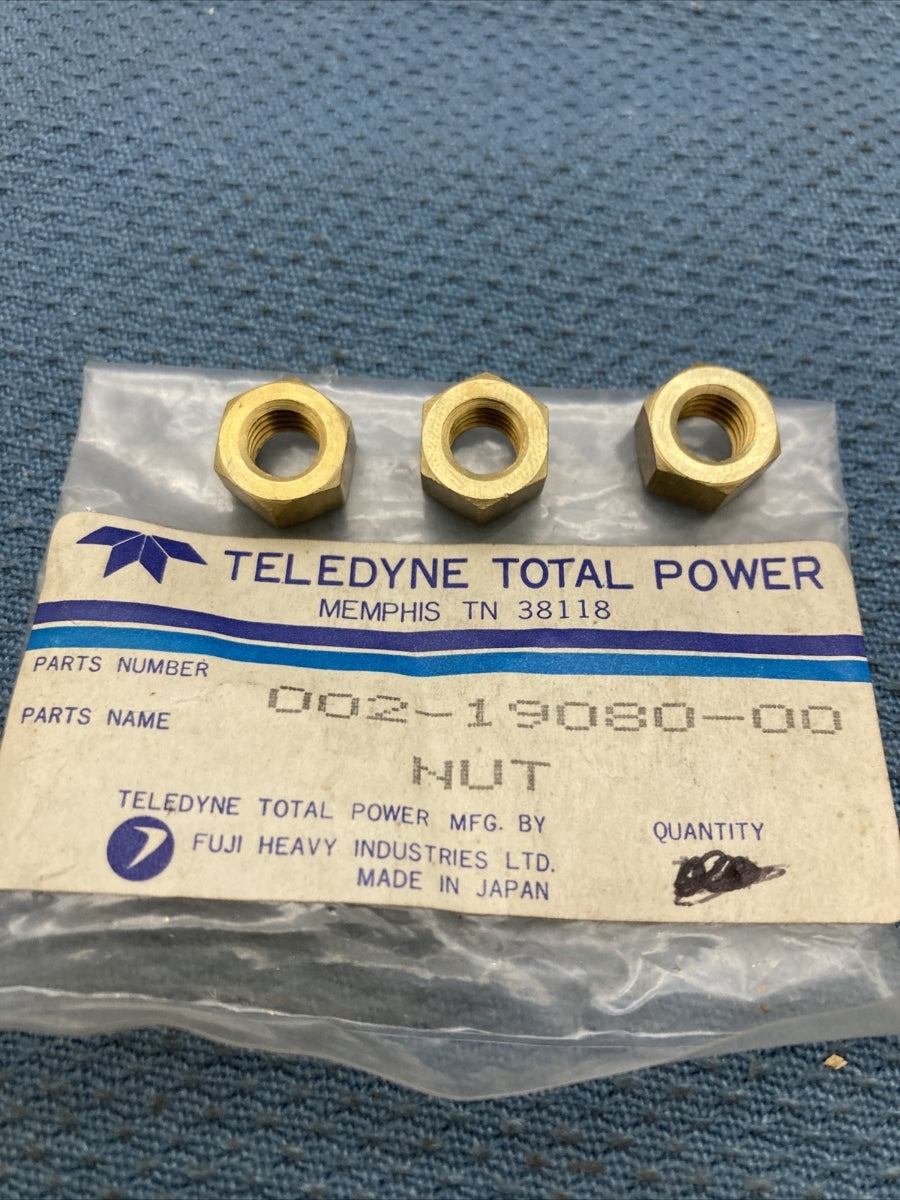 TELEDYNE TOTAL POWER
MEMPHIS TN 38118
PARTS NUMBER 002-19080-00
PARTS NAME NUT
TELEDYNE TOTAL POWER MFG. BY
FUJI HEAVY INDUSTRIES LTD.
MADE IN JAPAN
QUANTITY